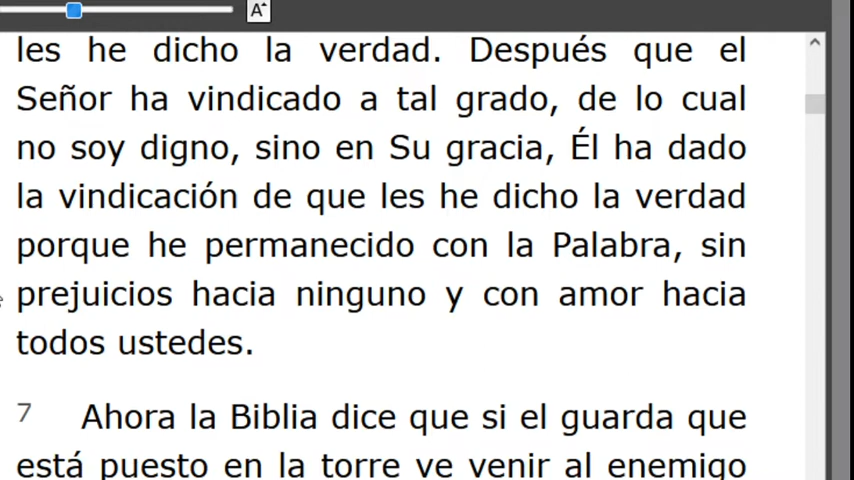 A
les he dicho la verdad. Después que el
Señor ha vindicado a tal grado, de lo cual
no soy digno, sino en Su gracia, Él ha dado
la vindicación de que les he dicho la verdad
porque he permanecido con la Palabra, sin
prejuicios hacia ninguno y con amor hacia
todos ustedes.
7 Ahora la Biblia dice que si el guarda que
está puesto en la torre ve venir al enemigo